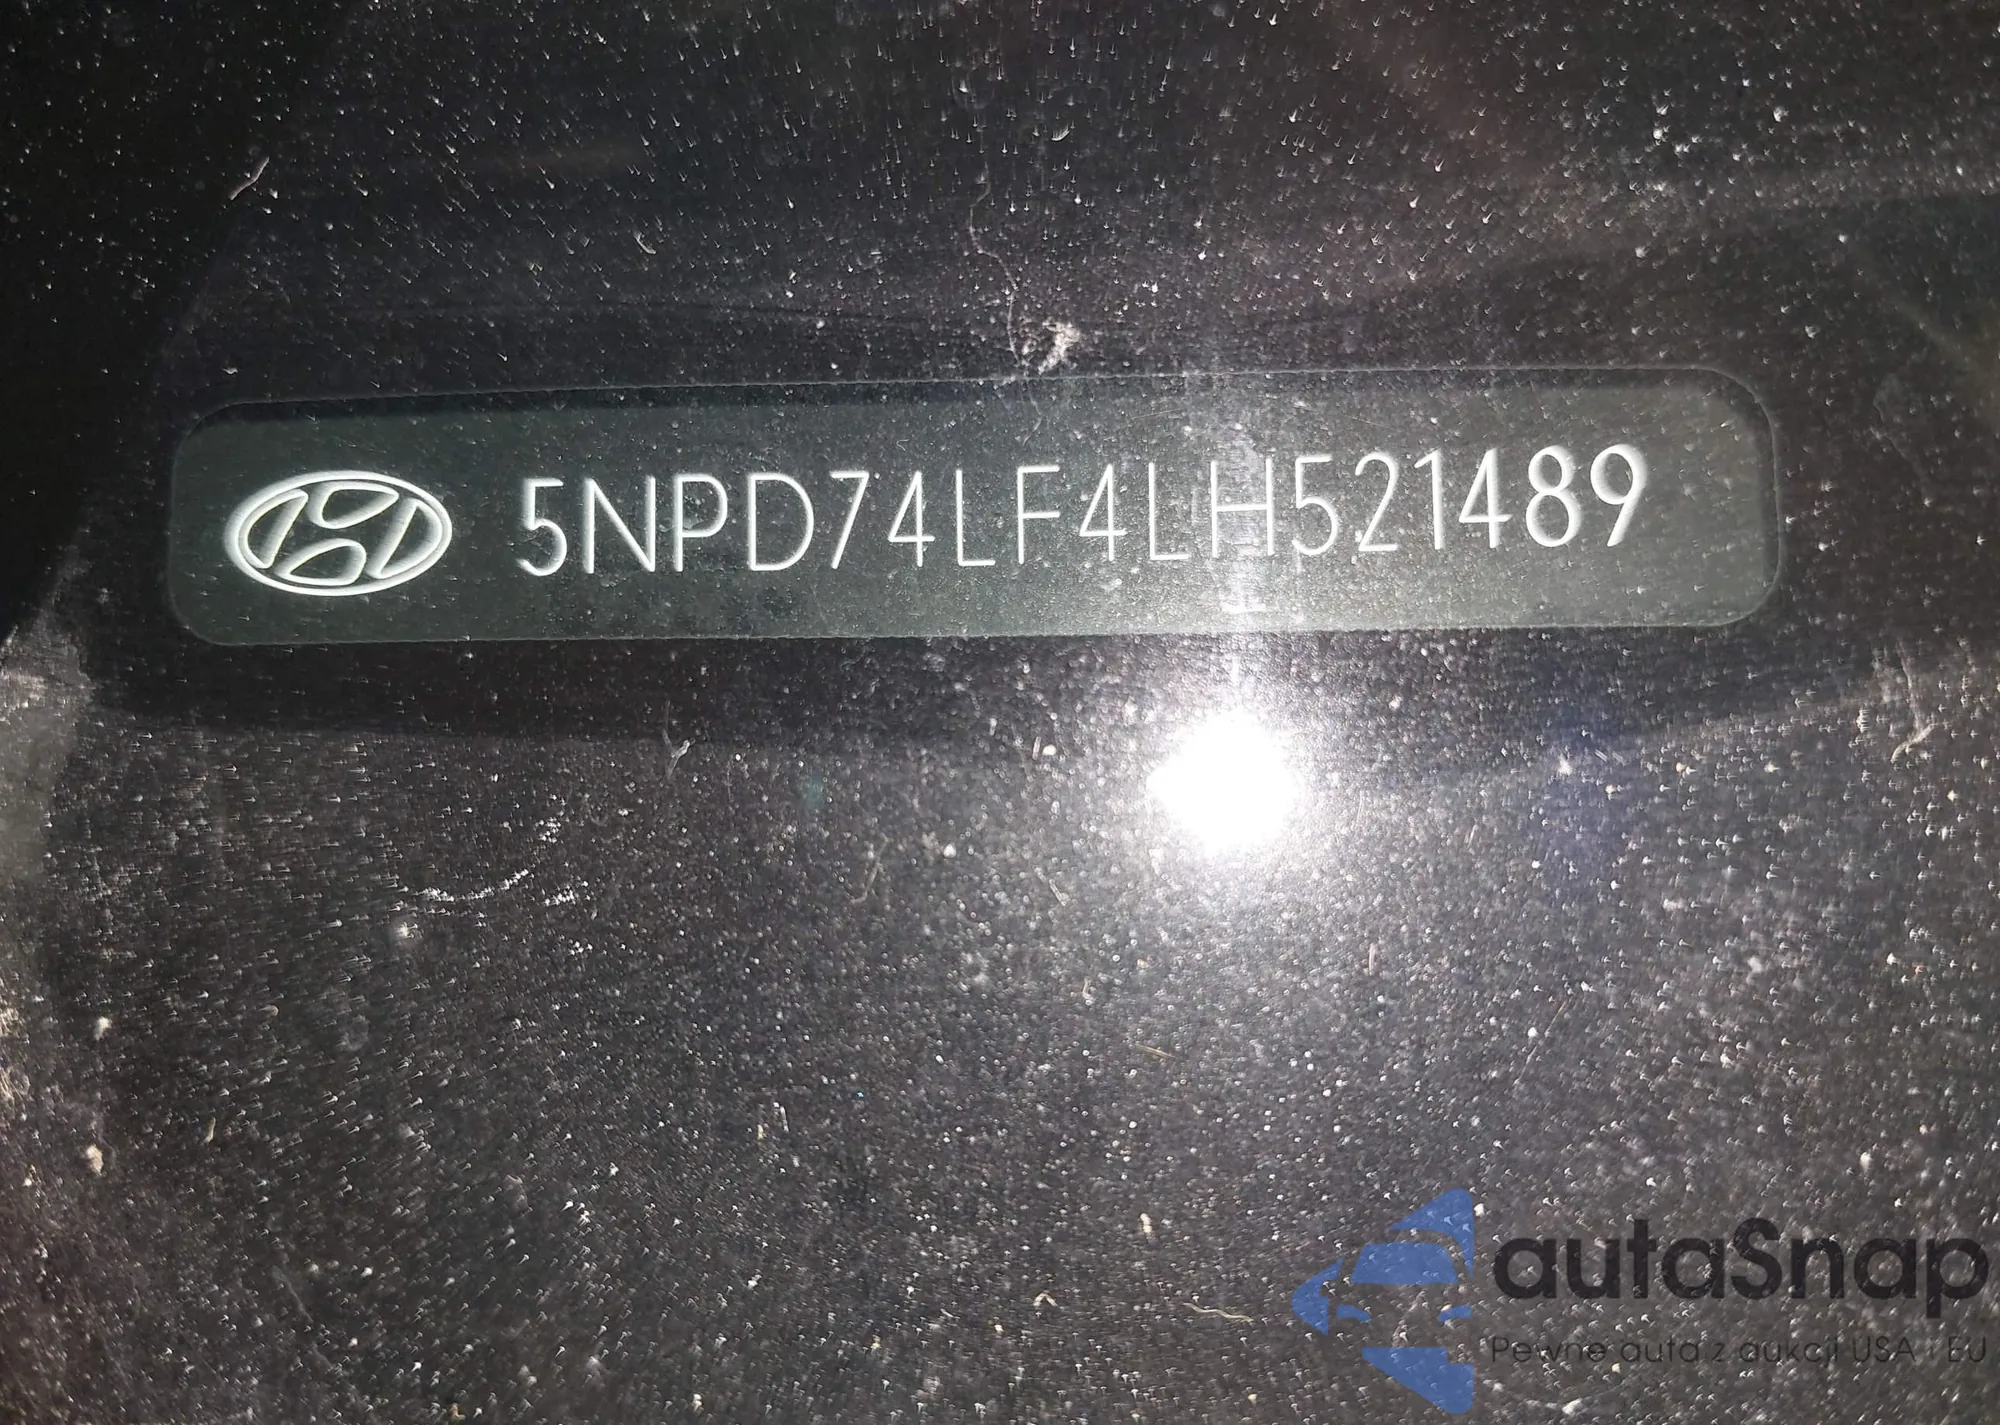 5NPD74LF4LH521489
autaSnap
Pewne auta z aukcji USA i EU